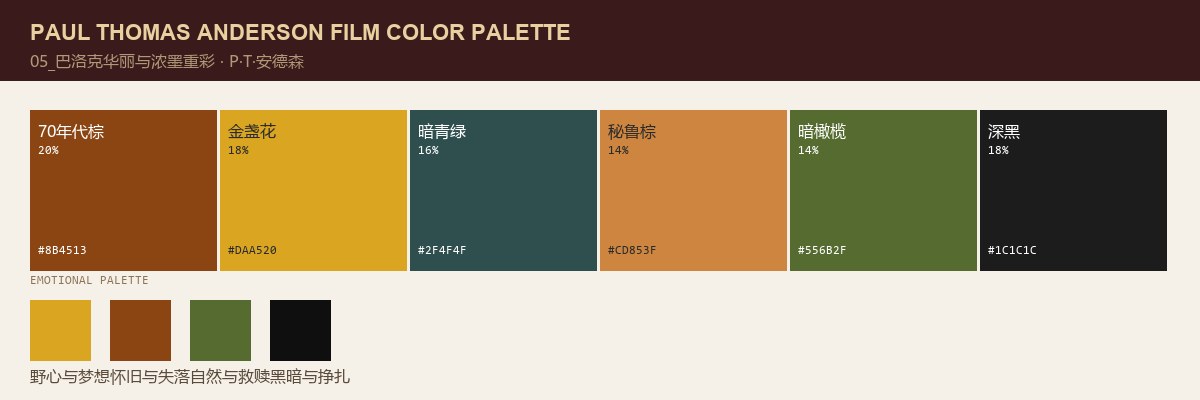 PAUL THOMAS ANDERSON FILM COLOR PALETTE
05_巴洛克华丽与浓墨重彩 · P·T·安德森
70年代棕
20%
#8B4513
金盏花
18%
#DAA520
暗青绿
16%
#2F4F4F
秘鲁棕
14%
#CD853F
暗橄榄
14%
#556B2F
深黑
18%
#1C1C1C
EMOTIONAL PALETTE
野心与梦想怀旧与失落自然与救赎黑暗与挣扎